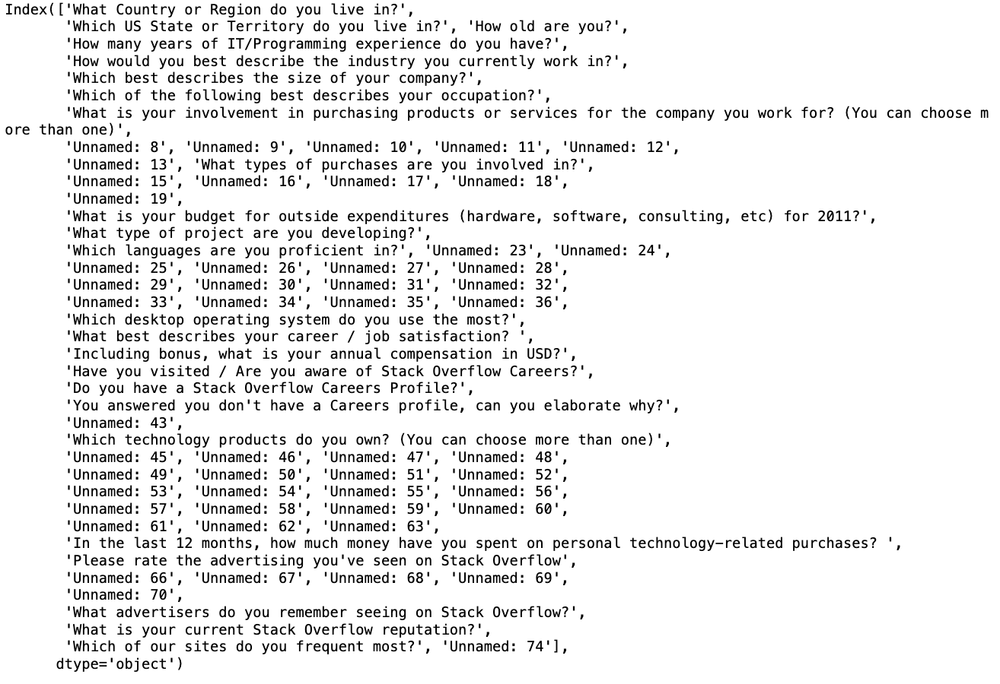 Index(['What Country or Region do you live in?',
'Which US State or Territory do you live in?', 'How old are you?',
'How many years of IT/Programming experience do you have?',
'How would you best describe the industry you currently work in?',
'Which best describes the size of your company?',
'Which of the following best describes your occupation?',
'What is your involvement in purchasing products or services for the company you work for? (You can choose m
ore than one)',
'Unnamed: 8', 'Unnamed: 9', 'Unnamed: 10', 'Unnamed: 11', 'Unnamed: 12',
'Unnamed: 13', 'What types of purchases are you involved in?',
'Unnamed: 15', 'Unnamed: 16', 'Unnamed: 17', 'Unnamed: 18',
'Unnamed: 19',
'What is your budget for outside expenditures (hardware, software, consulting, etc) for 2011?',
'What type of project are you developing?',
'Which languages are you proficient in?', 'Unnamed: 23', 'Unnamed: 24',
'Unnamed: 25', 'Unnamed: 26', 'Unnamed: 27', 'Unnamed: 28',
'Unnamed: 29', 'Unnamed: 30', 'Unnamed: 31', 'Unnamed: 32',
'Unnamed: 33', 'Unnamed: 34', 'Unnamed: 35', 'Unnamed: 36',
'Which desktop operating system do you use the most?',
'What best describes your career / job satisfaction? ',
'Including bonus, what is your annual compensation in USD?',
'Have you visited / Are you aware of Stack Overflow Careers?',
'Do you have a Stack Overflow Careers Profile?',
'You answered you don't have a Careers profile, can you elaborate why?',
'Unnamed: 43',
'Which technology products do you own? (You can choose more than one)',
'Unnamed: 45', 'Unnamed: 46', 'Unnamed: 47', 'Unnamed: 48',
'Unnamed: 49', 'Unnamed: 50', 'Unnamed: 51', 'Unnamed: 52',
'Unnamed: 53', 'Unnamed: 54', 'Unnamed: 55', 'Unnamed: 56',
'Unnamed: 57', 'Unnamed: 58', 'Unnamed: 59', 'Unnamed: 60',
'Unnamed: 61', 'Unnamed: 62', 'Unnamed: 63',
'In the last 12 months, how much money have you spent on personal technology-related purchases? ',
'Please rate the advertising you've seen on Stack Overflow',
'Unnamed: 66', 'Unnamed: 67', 'Unnamed: 68', 'Unnamed: 69',
'Unnamed: 70',
'What advertisers do you remember seeing on Stack Overflow?',
'What is your current Stack Overflow reputation?',
'Which of our sites do you frequent most?', 'Unnamed: 74'],
dtype='object')